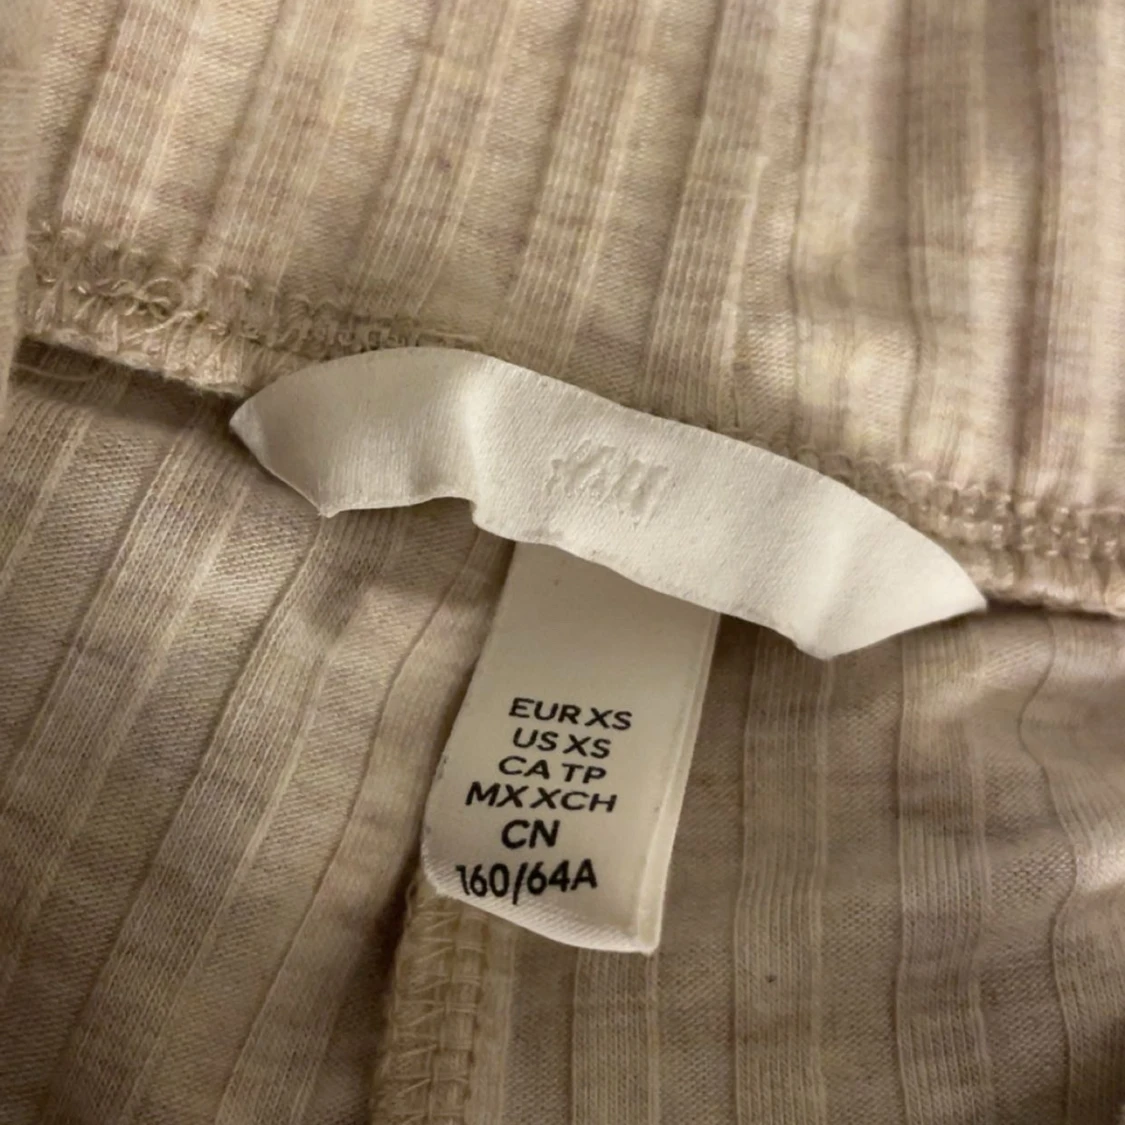 H&M
EUR XS
US XS
CA TP
MX XCH
CN
160/64A